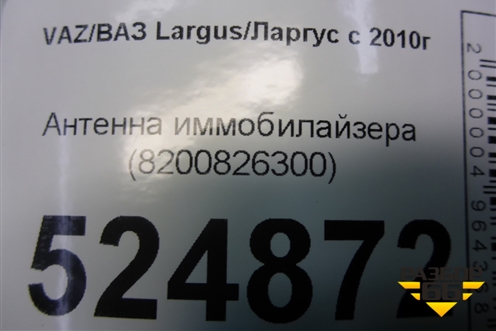 VAZ/ВАЗ Largus/Ларгус с 2010г
Антенна иммобилайзера
(8200826300)
524872